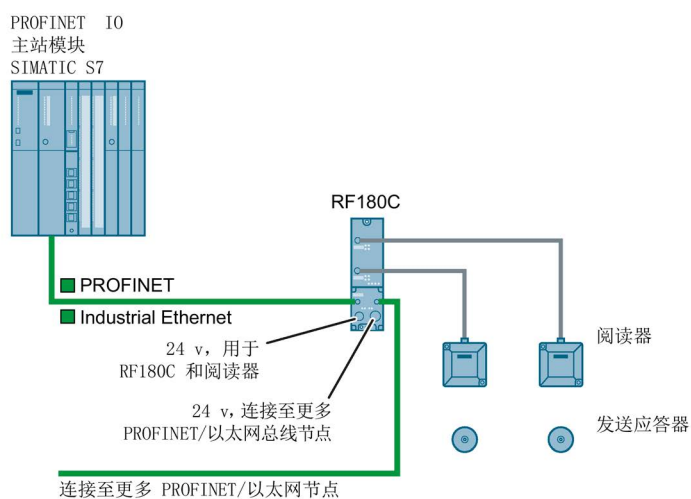 PROFINET IO
主站模块
SIMATIC S7
RF180C
PROFINET
Industrial Ethernet
24 v，用于
RF180C 和阅读器
24 v，连接至更多
PROFINET/以太网总线节点
阅读器
发送应答器
连接至更多 PROFINET/以太网节点